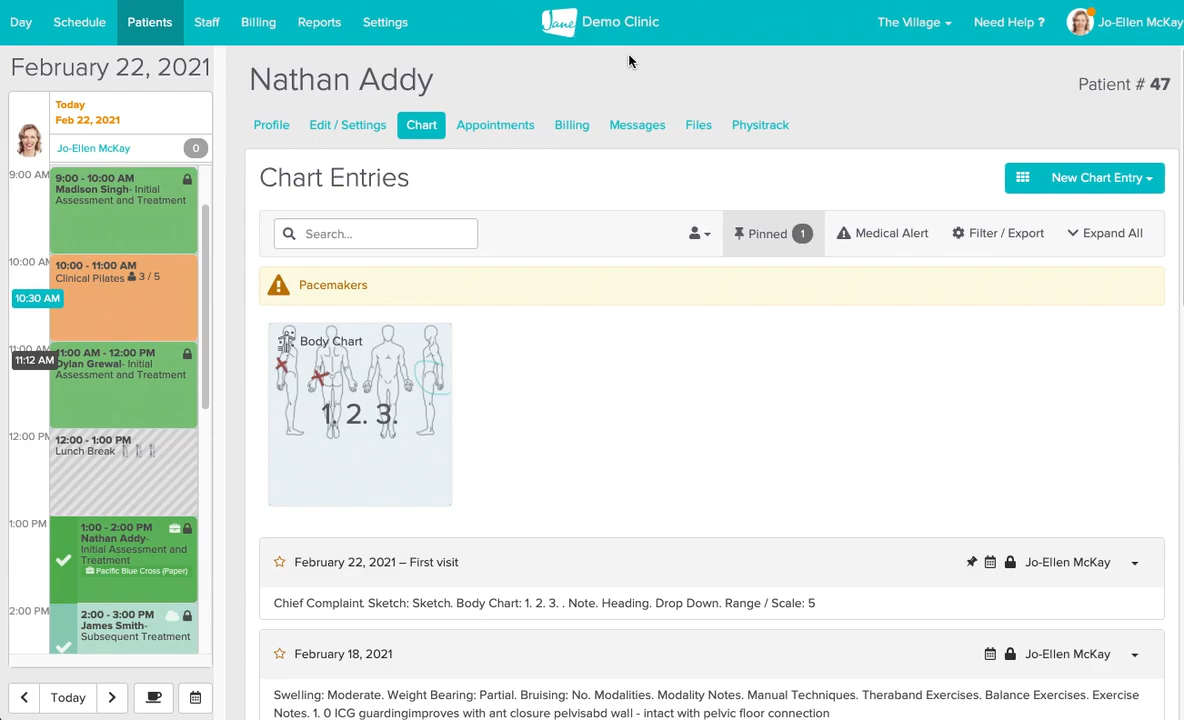 Day Schedule Patients Staff Billing Reports Settings Jane Demo Clinic The Village Need Help ? Jo-Ellen McKay
February 22, 2021
Today
Feb 22, 2021
Jo-Ellen McKay 0
9:00 AM
9:00 - 10:00 AM
Madison Singh- Initial
Assessment and Treatment
10:00 AM
10:00 - 11:00 AM
Clinical Pilates 3 / 5
10:30 AM
11:00 AM - 12:00 PM
11:12 AM
Dylan Grewal- Initial
Assessment and Treatment
12:00 PM
12:00 - 1:00 PM
Lunch Break
1:00 PM
1:00 - 2:00 PM
Nathan Addy-
Initial Assessment and
Treatment
Pacific Blue Cross (Paper)
2:00 PM
2:00 - 3:00 PM
James Smith-
Subsequent Treatment
Today
Nathan Addy
Patient # 47
Profile Edit / Settings Chart Appointments Billing Messages Files Physitrack
Chart Entries
New Chart Entry
Search... Pinned 1 Medical Alert Filter / Export Expand All
Pacemakers
Body Chart
1. 2. 3.
February 22, 2021 – First visit Jo-Ellen McKay
Chief Complaint. Sketch: Sketch. Body Chart: 1. 2. 3. . Note. Heading. Drop Down. Range / Scale: 5
February 18, 2021 Jo-Ellen McKay
Swelling: Moderate. Weight Bearing: Partial. Bruising: No. Modalities. Modality Notes. Manual Techniques. Theraband Exercises. Balance Exercises. Exercise
Notes. 1. 0 ICG guardingimproves with ant closure pelvisabd wall - intact with pelvic floor connection